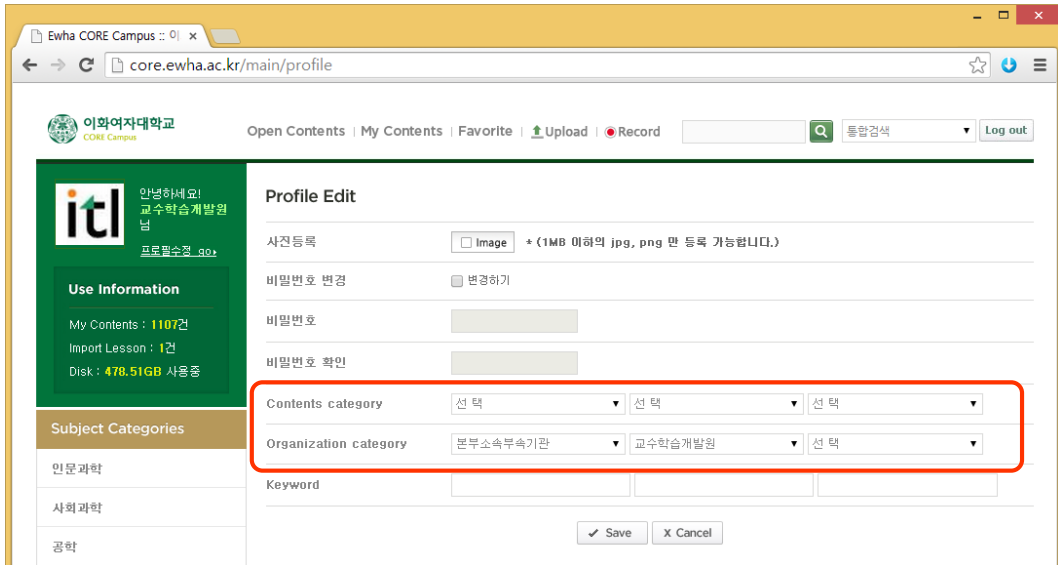 Ewha CORE Campus :: 이
core.ewha.ac.kr/main/profile
이화여자대학교
CORE Campus
Open Contents | My Contents | Favorite | Upload | Record
통합검색
Log out
itl
안녕하세요!
교수학습개발원
님
프로필수정 go
Use Information
My Contents : 1107건
Import Lesson : 1건
Disk : 478.51GB 사용중
Subject Categories
인문과학
사회과학
공학
Profile Edit
사진등록 Image * (1MB 이하의 jpg, png 만 등록 가능합니다.)
비밀번호 변경 변경하기
비밀번호
비밀번호 확인
Contents category 선 택 선 택 선 택
Organization category 본부소속부속기관 교수학습개발원 선 택
Keyword
Save X Cancel